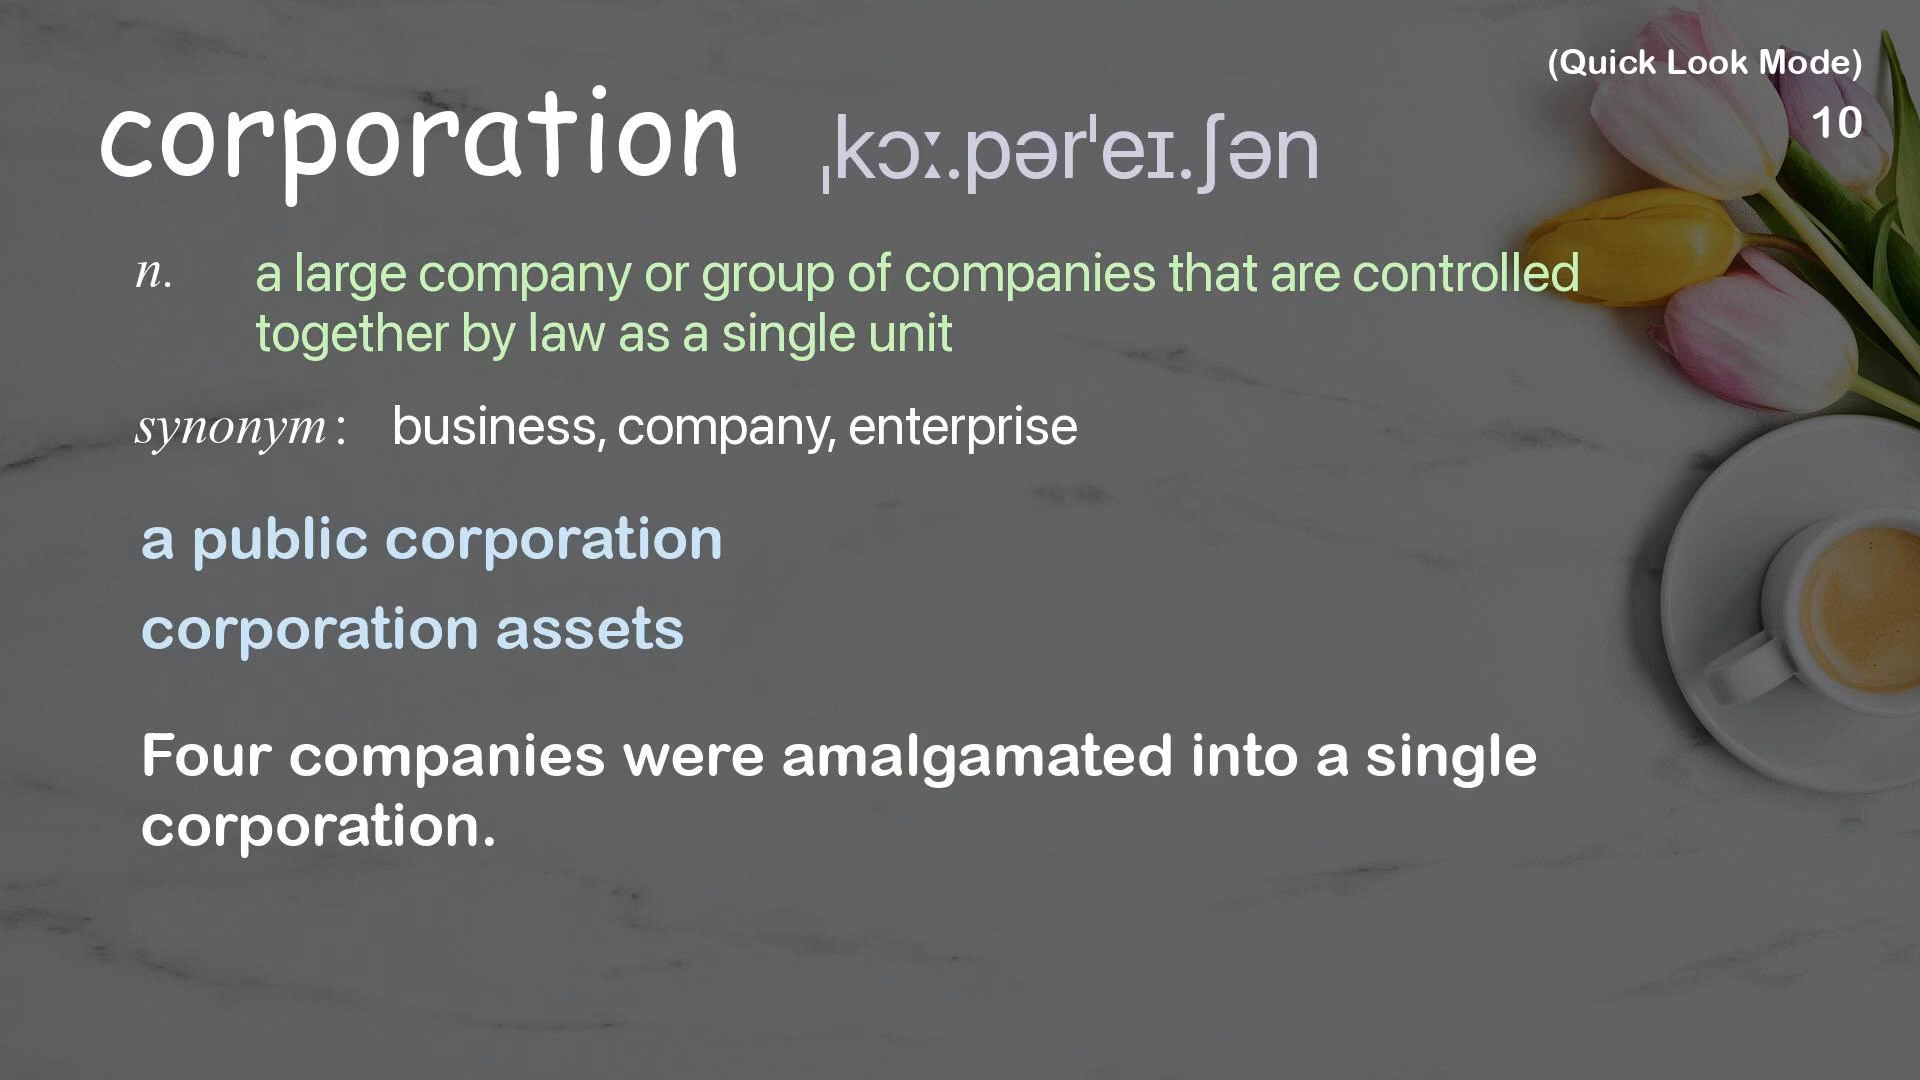 (Quick Look Mode)
10
corporation ˌkɔː.pərˈeɪ.ʃən
n. a large company or group of companies that are controlled
together by law as a single unit
synonym: business, company, enterprise
a public corporation
corporation assets
Four companies were amalgamated into a single
corporation.